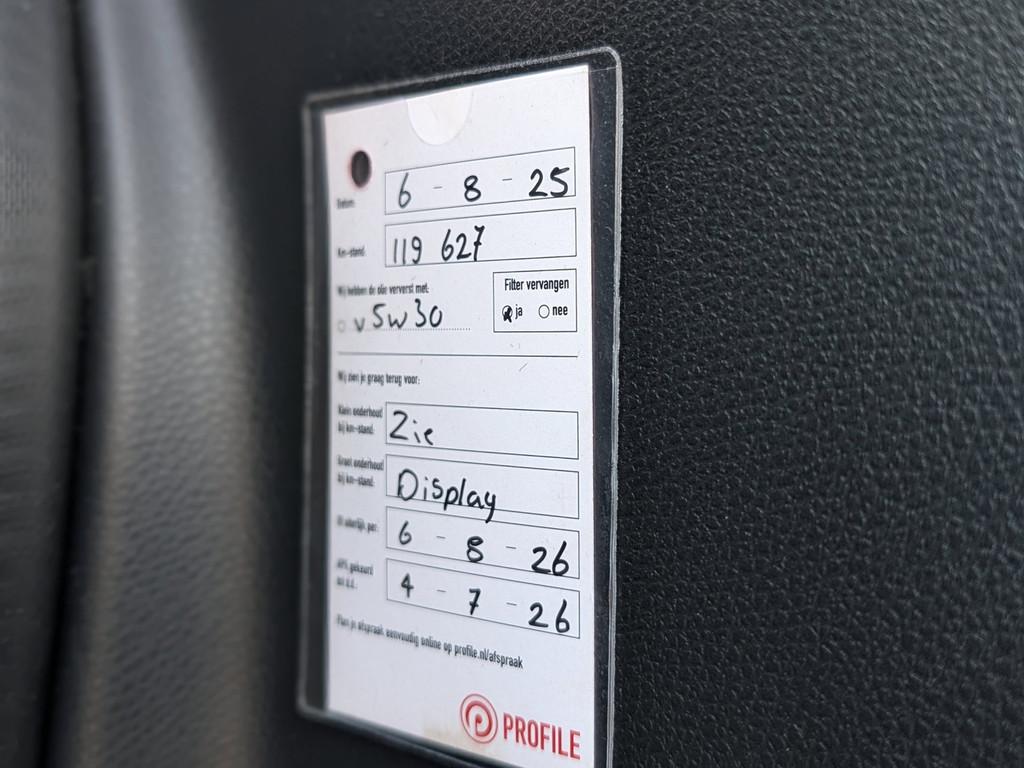 Datum:
6 - 8 - 25
Km-stand:
119 627
Wij hebben de olie ververst met:
v5w30
Filter vervangen
ja nee
Wij zien je graag terug voor:
Klein onderhoud
bij km-stand:
Zie
Groot onderhoud
bij km-stand:
Display
Of uiterlijk per:
6 - 8 - 26
APK gekeurd
4 - 7 - 26
Plan je afspraak eenvoudig online op profile.nl/afspraak
PROFILE